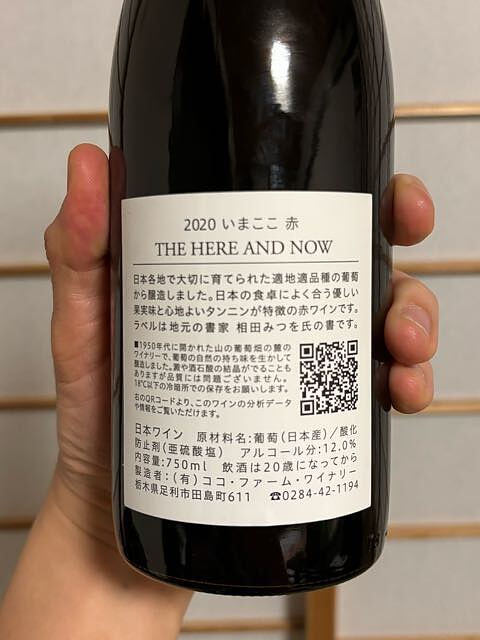 2020 いまここ 赤
THE HERE AND NOW
日本各地で大切に育てられた適地適品種の葡萄
から醸造しました。日本の食卓によく合う優しい
果実味と心地よいタンニンが特徴の赤ワインです。
ラベルは地元の書家 相田みつを氏の書です。
■1950年代に開かれた山の葡萄畑の麓の
ワイナリーで、葡萄の自然の持ち味を生かして
醸造しました。澱や酒石酸の結晶がでることも
ありますが品質には問題ございません。
18℃以下の冷暗所での保存をお願いします。
右のQRコードより、このワインの分析データ
や情報をご覧いただけます。
日本ワイン 原材料名:葡萄(日本産)/酸化
防止剤(亜硫酸塩) アルコール分:12.0%
内容量:750ml 飲酒は20歳になってから
製造者:(有)ココ・ファーム・ワイナリー
栃木県足利市田島町611 ☎0284-42-1194